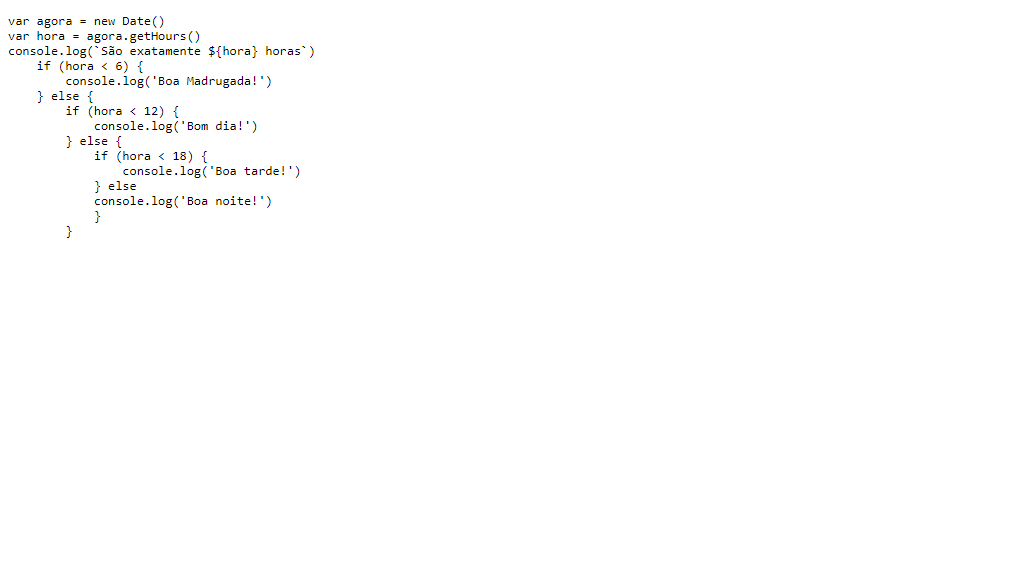 var agora = new Date()
var hora = agora.getHours()
console.log(`São exatamente ${hora} horas`)
    if (hora < 6) {
        console.log('Boa Madrugada!')
    } else {
        if (hora < 12) {
            console.log('Bom dia!')
        } else {
            if (hora < 18) {
                console.log('Boa tarde!')
            } else
            console.log('Boa noite!')
            }
        }